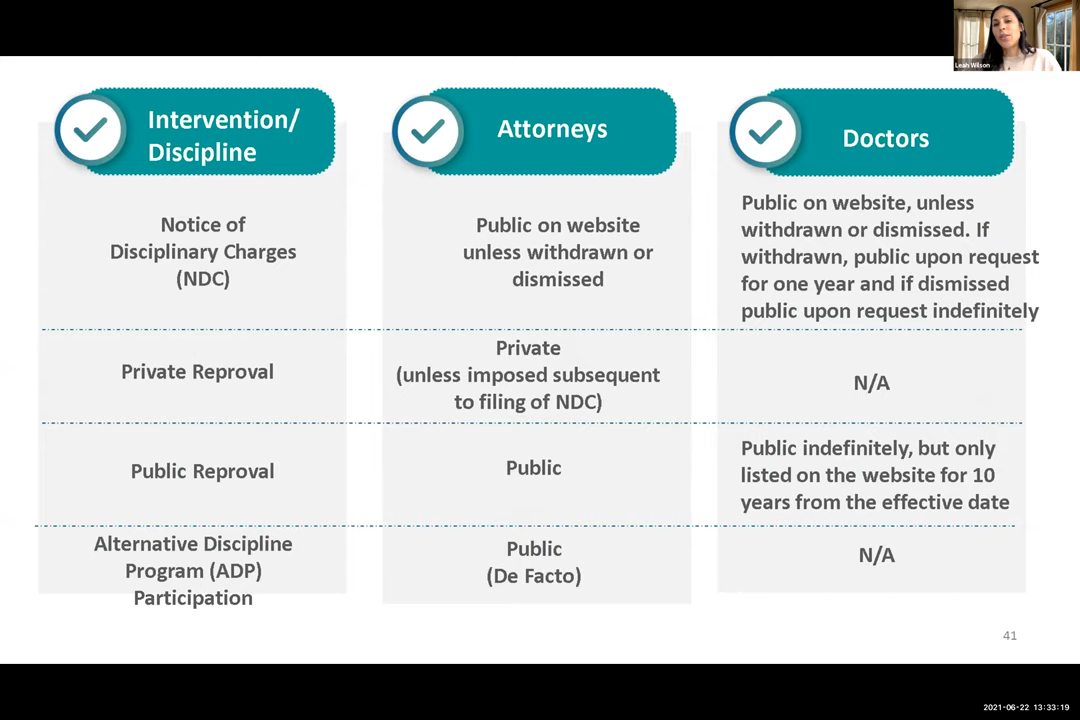 Leah Wilson
Intervention/
Discipline
Attorneys
Doctors
Notice of
Disciplinary Charges
(NDC)
Public on website
unless withdrawn or
dismissed
Public on website, unless
withdrawn or dismissed. If
withdrawn, public upon request
for one year and if dismissed
public upon request indefinitely
Private Reproval
Private
(unless imposed subsequent
to filing of NDC)
N/A
Public Reproval
Public
Public indefinitely, but only
listed on the website for 10
years from the effective date
Alternative Discipline
Program (ADP)
Participation
Public
(De Facto)
N/A
41
2021-06-22 13:33:19